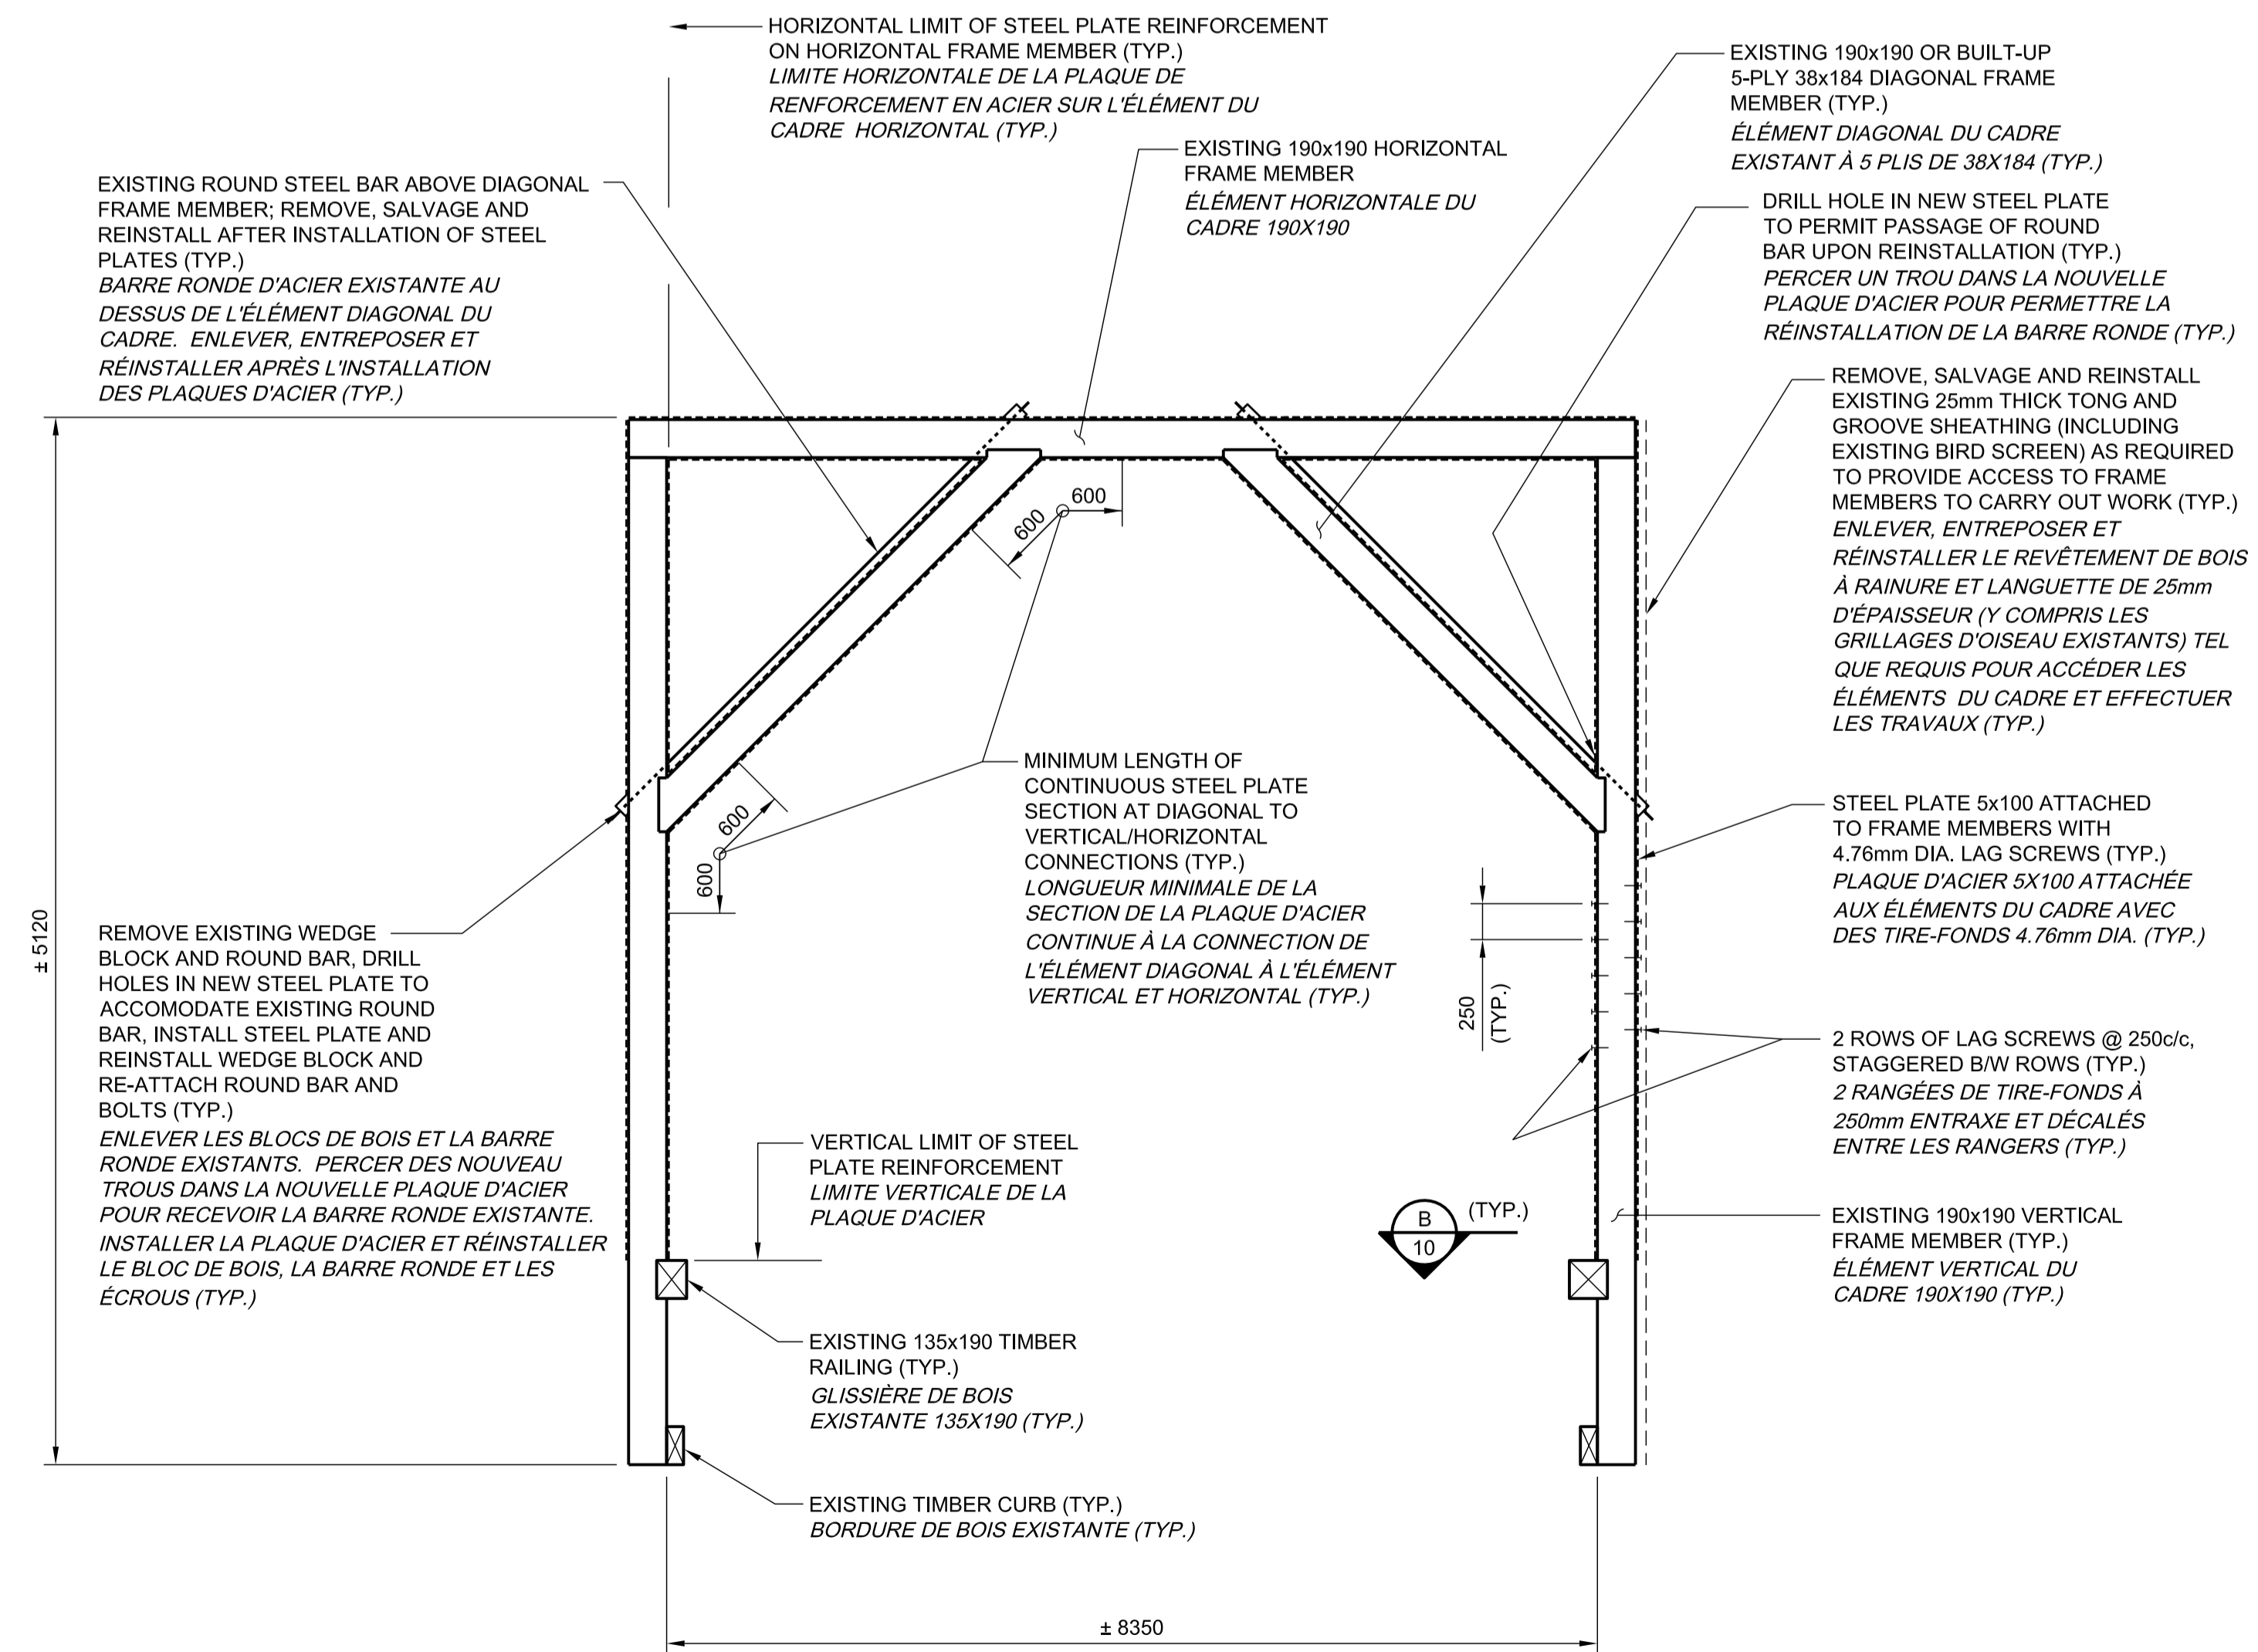 HORIZONTAL LIMIT OF STEEL PLATE REINFORCEMENT
ON HORIZONTAL FRAME MEMBER (TYP.)
LIMITE HORIZONTALE DE LA PLAQUE DE
RENFORCEMENT EN ACIER SUR L'ÉLÉMENT DU
CADRE HORIZONTAL (TYP.)
EXISTING 190x190 OR BUILT-UP
5-PLY 38x184 DIAGONAL FRAME
MEMBER (TYP.)
ÉLÉMENT DIAGONAL DU CADRE
EXISTANT À 5 PLIS DE 38X184 (TYP.)
EXISTING 190x190 HORIZONTAL
FRAME MEMBER
ÉLÉMENT HORIZONTALE DU
CADRE 190X190
EXISTING ROUND STEEL BAR ABOVE DIAGONAL
FRAME MEMBER; REMOVE, SALVAGE AND
REINSTALL AFTER INSTALLATION OF STEEL
PLATES (TYP.)
BARRE RONDE D'ACIER EXISTANTE AU
DESSUS DE L'ÉLÉMENT DIAGONAL DU
CADRE. ENLEVER, ENTREPOSER ET
RÉINSTALLER APRÈS L'INSTALLATION
DES PLAQUES D'ACIER (TYP.)
DRILL HOLE IN NEW STEEL PLATE
TO PERMIT PASSAGE OF ROUND
BAR UPON REINSTALLATION (TYP.)
PERCER UN TROU DANS LA NOUVELLE
PLAQUE D'ACIER POUR PERMETTRE LA
RÉINSTALLATION DE LA BARRE RONDE (TYP.)
REMOVE, SALVAGE AND REINSTALL
EXISTING 25mm THICK TONG AND
GROOVE SHEATHING (INCLUDING
EXISTING BIRD SCREEN) AS REQUIRED
TO PROVIDE ACCESS TO FRAME
MEMBERS TO CARRY OUT WORK (TYP.)
ENLEVER, ENTREPOSER ET
RÉINSTALLER LE REVÊTEMENT DE BOIS
À RAINURE ET LANGUETTE DE 25mm
D'ÉPAISSEUR (Y COMPRIS LES
GRILLAGES D'OISEAU EXISTANTS) TEL
QUE REQUIS POUR ACCÉDER LES
ÉLÉMENTS DU CADRE ET EFFECTUER
LES TRAVAUX (TYP.)
600
600
600
600
MINIMUM LENGTH OF
CONTINUOUS STEEL PLATE
SECTION AT DIAGONAL TO
VERTICAL/HORIZONTAL
CONNECTIONS (TYP.)
LONGUEUR MINIMALE DE LA
SECTION DE LA PLAQUE D'ACIER
CONTINUE À LA CONNECTION DE
L'ÉLÉMENT DIAGONAL À L'ÉLÉMENT
VERTICAL ET HORIZONTAL (TYP.)
STEEL PLATE 5x100 ATTACHED
TO FRAME MEMBERS WITH
4.76mm DIA. LAG SCREWS (TYP.)
PLAQUE D'ACIER 5X100 ATTACHÉE
AUX ÉLÉMENTS DU CADRE AVEC
DES TIRE-FONDS 4.76mm DIA. (TYP.)
± 5120
REMOVE EXISTING WEDGE
BLOCK AND ROUND BAR, DRILL
HOLES IN NEW STEEL PLATE TO
ACCOMODATE EXISTING ROUND
BAR, INSTALL STEEL PLATE AND
REINSTALL WEDGE BLOCK AND
RE-ATTACH ROUND BAR AND
BOLTS (TYP.)
ENLEVER LES BLOCS DE BOIS ET LA BARRE
RONDE EXISTANTS. PERCER DES NOUVEAU
TROUS DANS LA NOUVELLE PLAQUE D'ACIER
POUR RECEVOIR LA BARRE RONDE EXISTANTE.
INSTALLER LA PLAQUE D'ACIER ET RÉINSTALLER
LE BLOC DE BOIS, LA BARRE RONDE ET LES
ÉCROUS (TYP.)
250
(TYP.)
2 ROWS OF LAG SCREWS @ 250c/c,
STAGGERED B/W ROWS (TYP.)
2 RANGÉES DE TIRE-FONDS À
250mm ENTRAXE ET DÉCALÉS
ENTRE LES RANGERS (TYP.)
VERTICAL LIMIT OF STEEL
PLATE REINFORCEMENT
LIMITE VERTICALE DE LA
PLAQUE D'ACIER
B
10
(TYP.)
EXISTING 190x190 VERTICAL
FRAME MEMBER (TYP.)
ÉLÉMENT VERTICAL DU
CADRE 190X190 (TYP.)
EXISTING 135x190 TIMBER
RAILING (TYP.)
GLISSIÈRE DE BOIS
EXISTANTE 135X190 (TYP.)
EXISTING TIMBER CURB (TYP.)
BORDURE DE BOIS EXISTANTE (TYP.)
± 8350